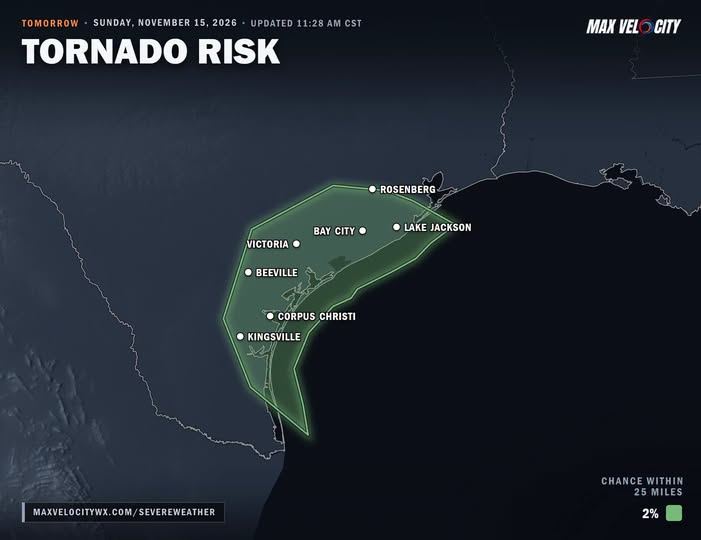 TOMORROW • SUNDAY, NOVEMBER 15, 2026 • UPDATED 11:28 AM CST
MAX VELOCITY
TORNADO RISK
ROSENBERG
BAY CITY
LAKE JACKSON
VICTORIA
BEEVILLE
CORPUS CHRISTI
KINGSVILLE
CHANCE WITHIN
25 MILES
2%
MAXVELOCITYWX.COM/SEVEREWEATHER